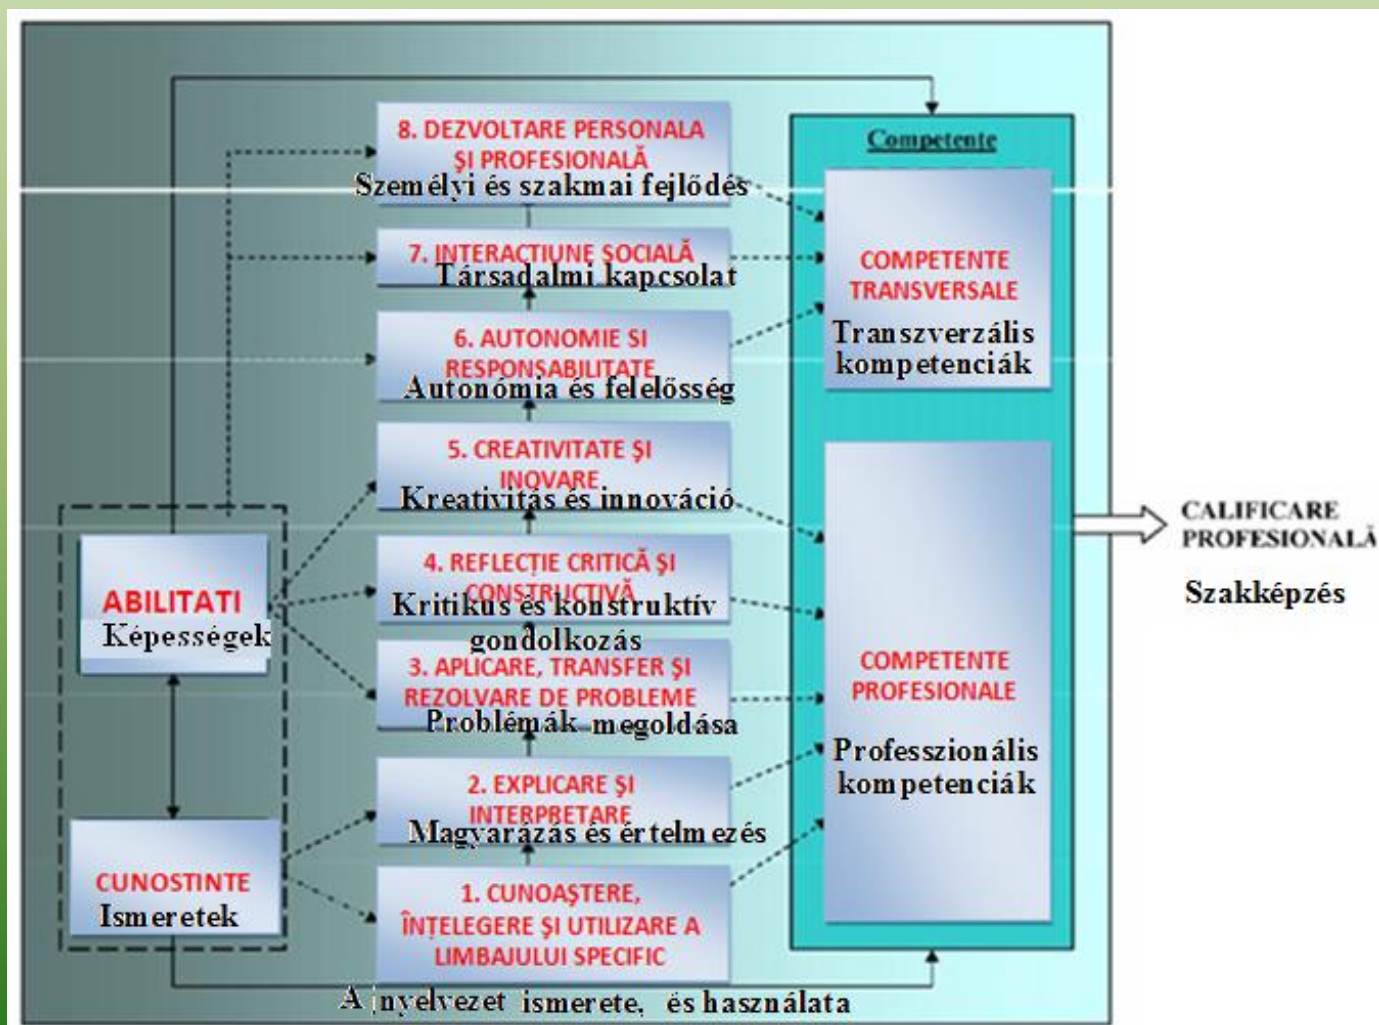 8. DEZVOLTARE PERSONALA
ŞI PROFESIONALĂ
Személyi és szakmai fejlődés
7. INTERACTIUNE SOCIALĂ
Társadalmi kapcsolat
6. AUTONOMIE SI
RESPONSABILITATE
Autonómia és felelősség
5. CREATIVITATE ŞI
INOVARE
Kreativitás és innováció
4. REFLECȚIE CRITICĂ ŞI
CONSTRUCTIVĂ
Kritikus és konstruktív
gondolkozás
3. APLICARE, TRANSFER ŞI
REZOLVARE DE PROBLEME
Problémák megoldása
2. EXPLICARE ŞI
INTERPRETARE
Magyarázás és értelmezés
1. CUNOAŞTERE,
ÎNȚELEGERE ŞI UTILIZARE A
LIMBAJULUI SPECIFIC
A nyelvezet ismerete, és használata
ABILITATI
Képességek
CUNOSTINTE
Ismeretek
Competente
COMPETENTE
TRANSVERSALE
Transzverzális
kompetenciák
COMPETENTE
PROFESIONALE
Professzionális
kompetenciák
CALIFICARE
PROFESIONALĂ
Szakképzés